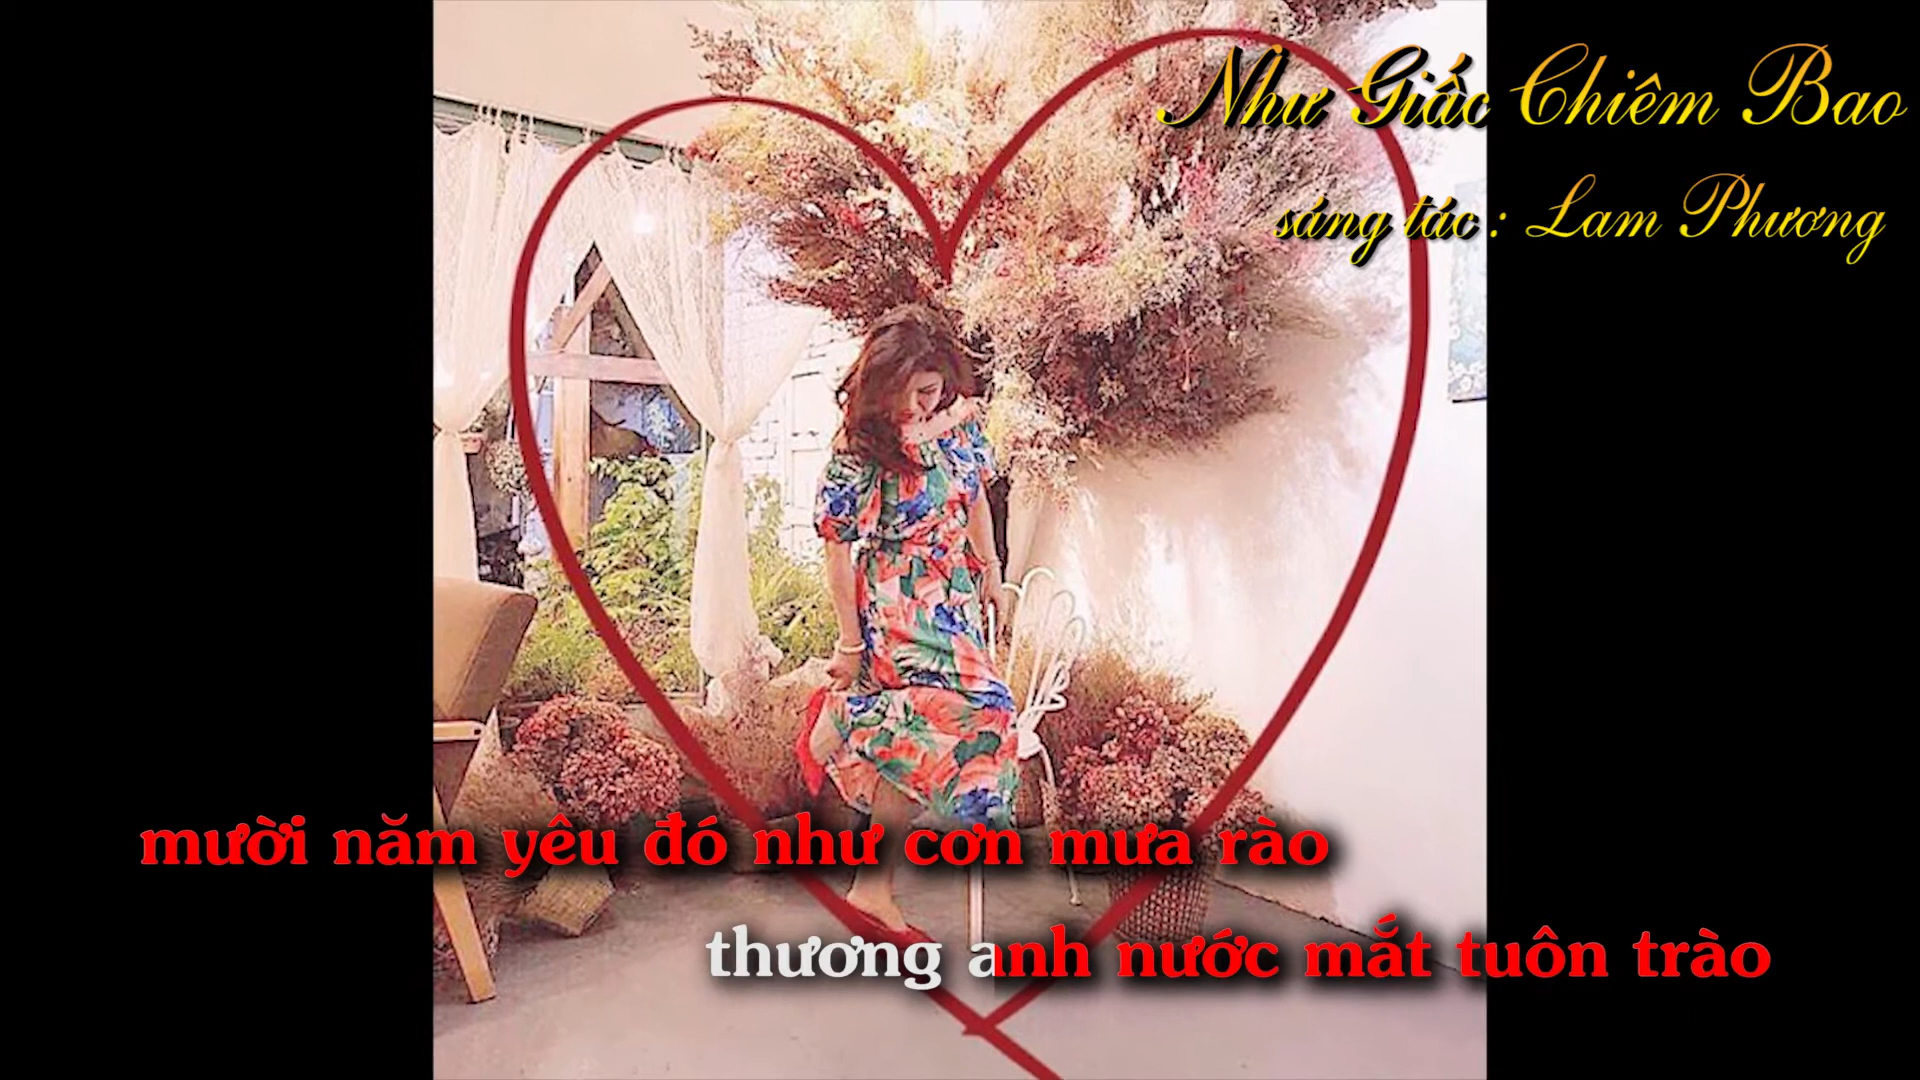 Như Giấc Chiêm Bao
sáng tác : Lam Phương
mười năm yêu đó như cơn mưa rào
thương anh nước mắt tuôn trào